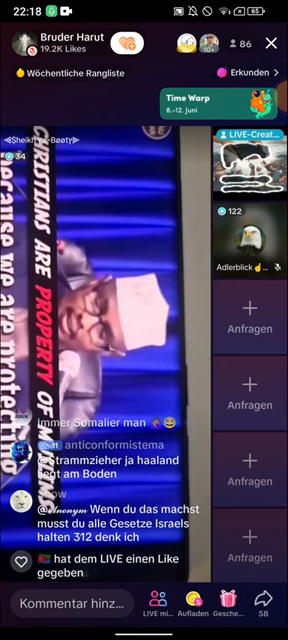 22:18
65
Bruder Harut
19.2K Likes
10+
86
Wöchentliche Rangliste
Erkunden
Time Warp
8.-12. Juni
34
LIVE-Creat...
122
Adlerblick
Anfragen
Anfragen
Anfragen
Anfragen
CHRISTIANS ARE PROPERTY OF
because we are protecting
Immer Somalier man 😂
11 anticonformistema
@Strammzieher ja haaland
liegt am Boden
Wenn du das machst
musst du alle Gesetze Israels
halten 312 denk ich
hat dem LIVE einen Like
gegeben
Kommentar hinz...
LIVE mi...
Aufladen
Gesche...
58